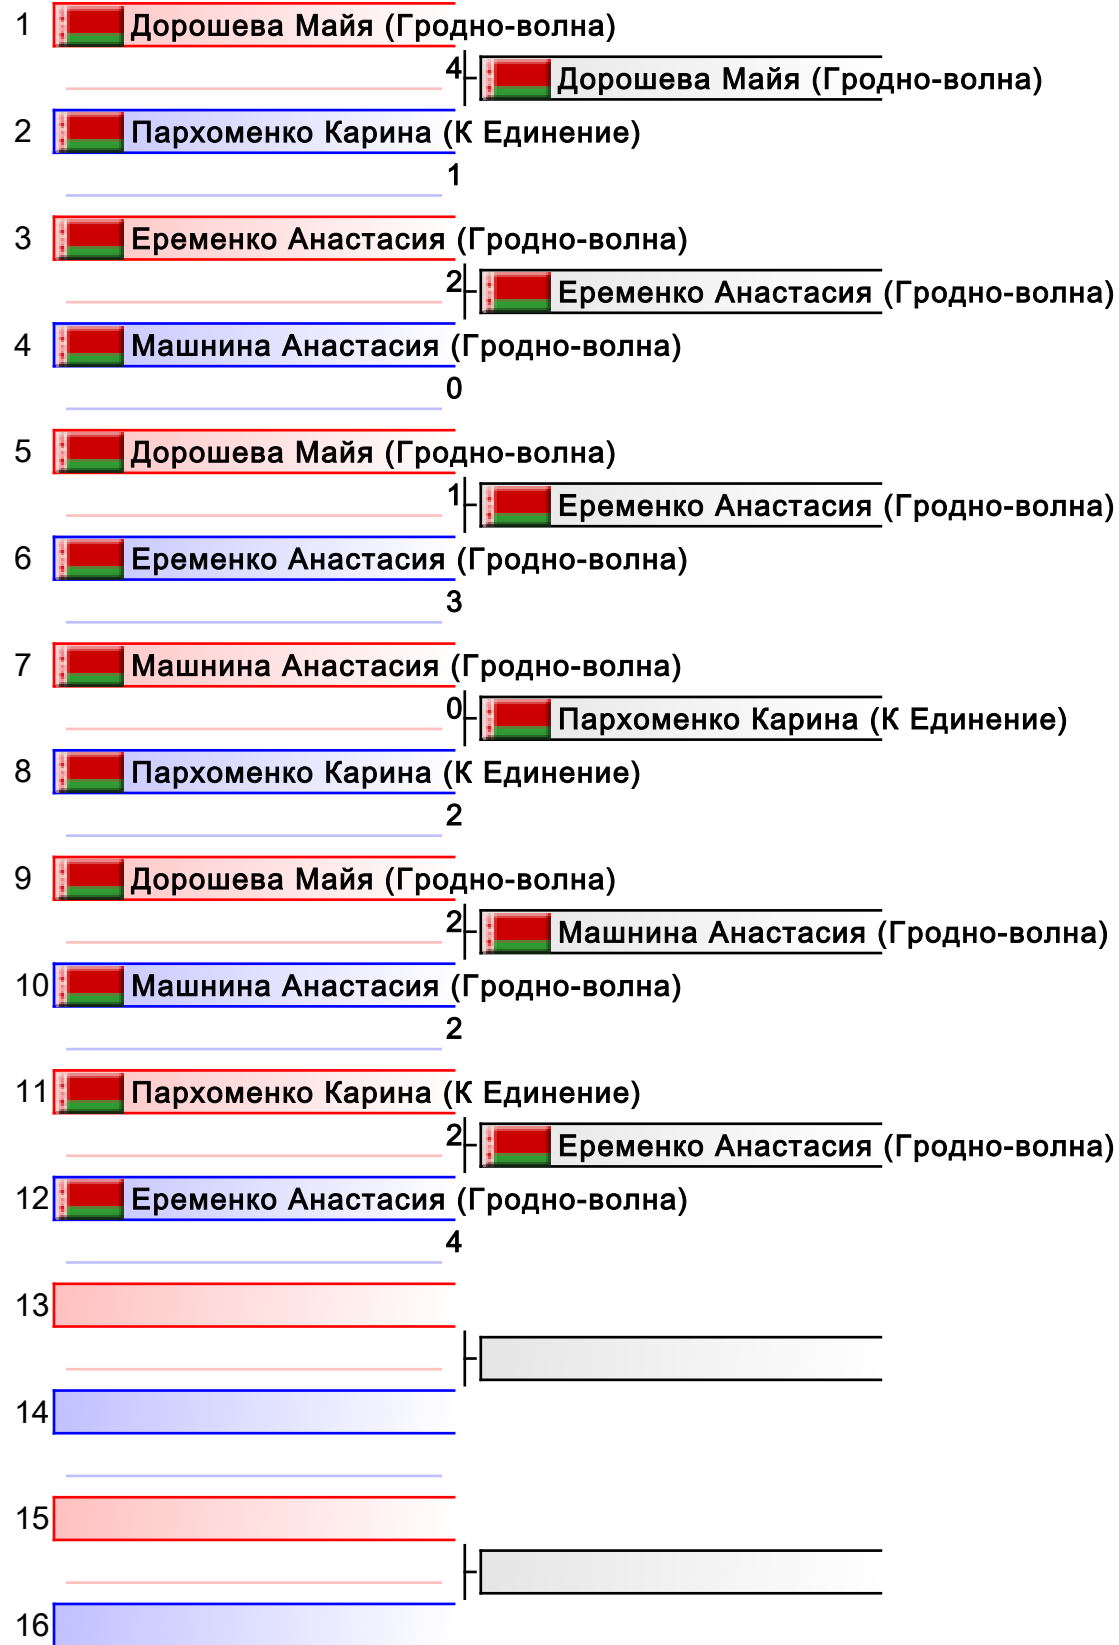 1 Дорошева Майя (Гродно-волна)
4 Дорошева Майя (Гродно-волна)
2 Пархоменко Карина (К Единение)
1
3 Еременко Анастасия (Гродно-волна)
2 Еременко Анастасия (Гродно-волна)
4 Машнина Анастасия (Гродно-волна)
0
5 Дорошева Майя (Гродно-волна)
1 Еременко Анастасия (Гродно-волна)
6 Еременко Анастасия (Гродно-волна)
3
7 Машнина Анастасия (Гродно-волна)
0 Пархоменко Карина (К Единение)
8 Пархоменко Карина (К Единение)
2
9 Дорошева Майя (Гродно-волна)
2 Машнина Анастасия (Гродно-волна)
10 Машнина Анастасия (Гродно-волна)
2
11 Пархоменко Карина (К Единение)
2 Еременко Анастасия (Гродно-волна)
12 Еременко Анастасия (Гродно-волна)
4
13
14
15
16